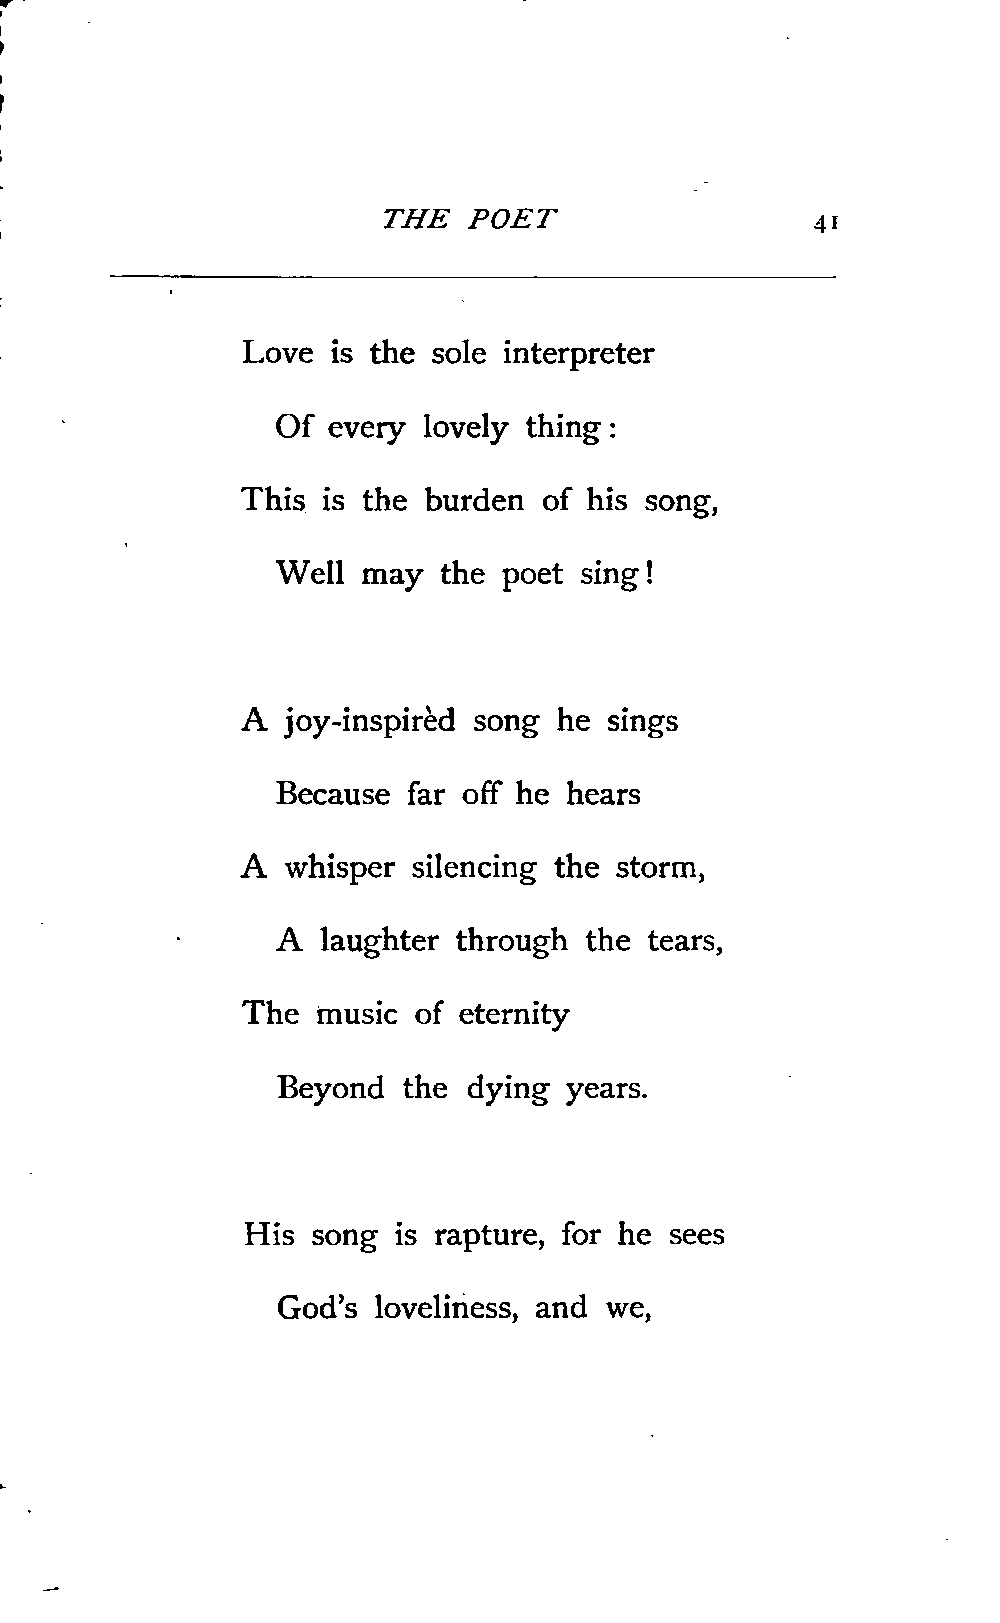 THE POET 41
Love is the sole interpreter
Of every lovely thing:
This is the burden of his song,
Well may the poet sing!
A joy-inspirèd song he sings
Because far off he hears
A whisper silencing the storm,
A laughter through the tears,
The music of eternity
Beyond the dying years.
His song is rapture, for he sees
God's loveliness, and we,